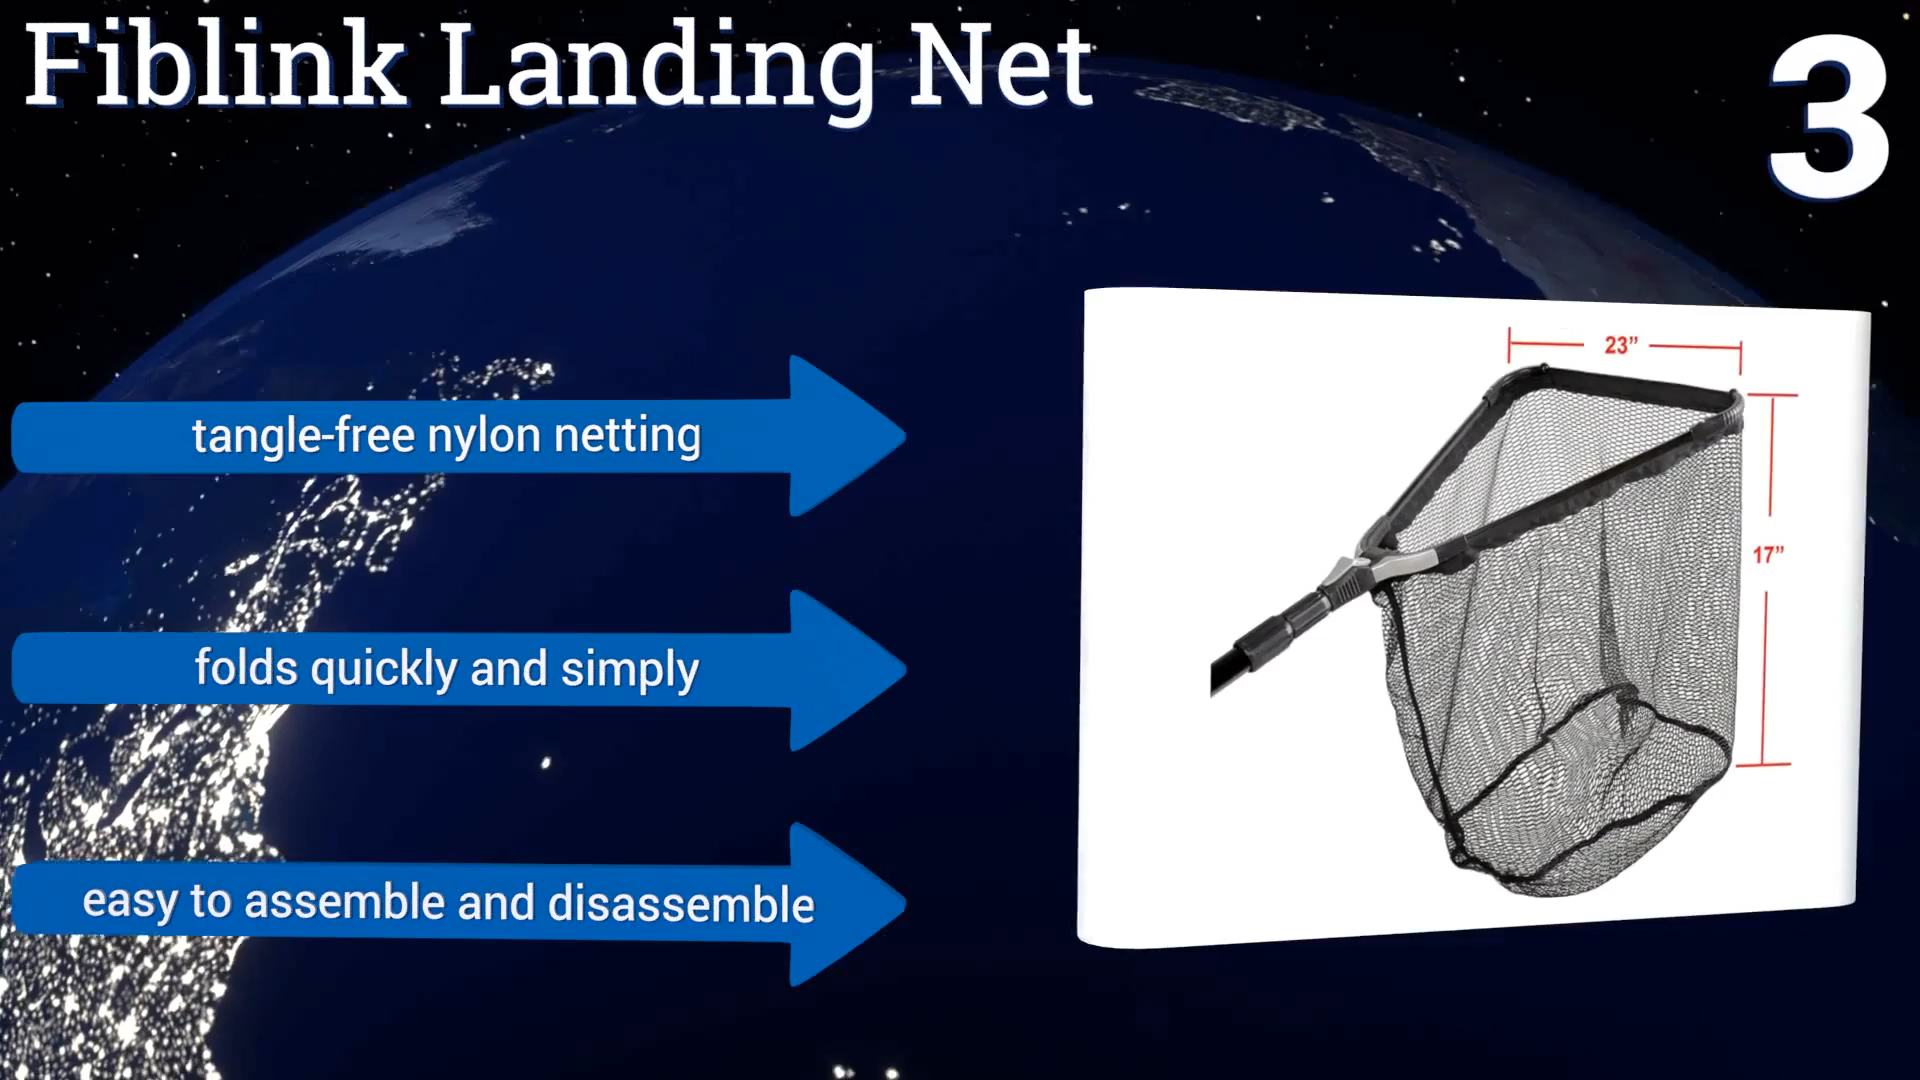 Fiblink Landing Net
3
tangle-free nylon netting
folds quickly and simply
easy to assemble and disassemble
23”
17”